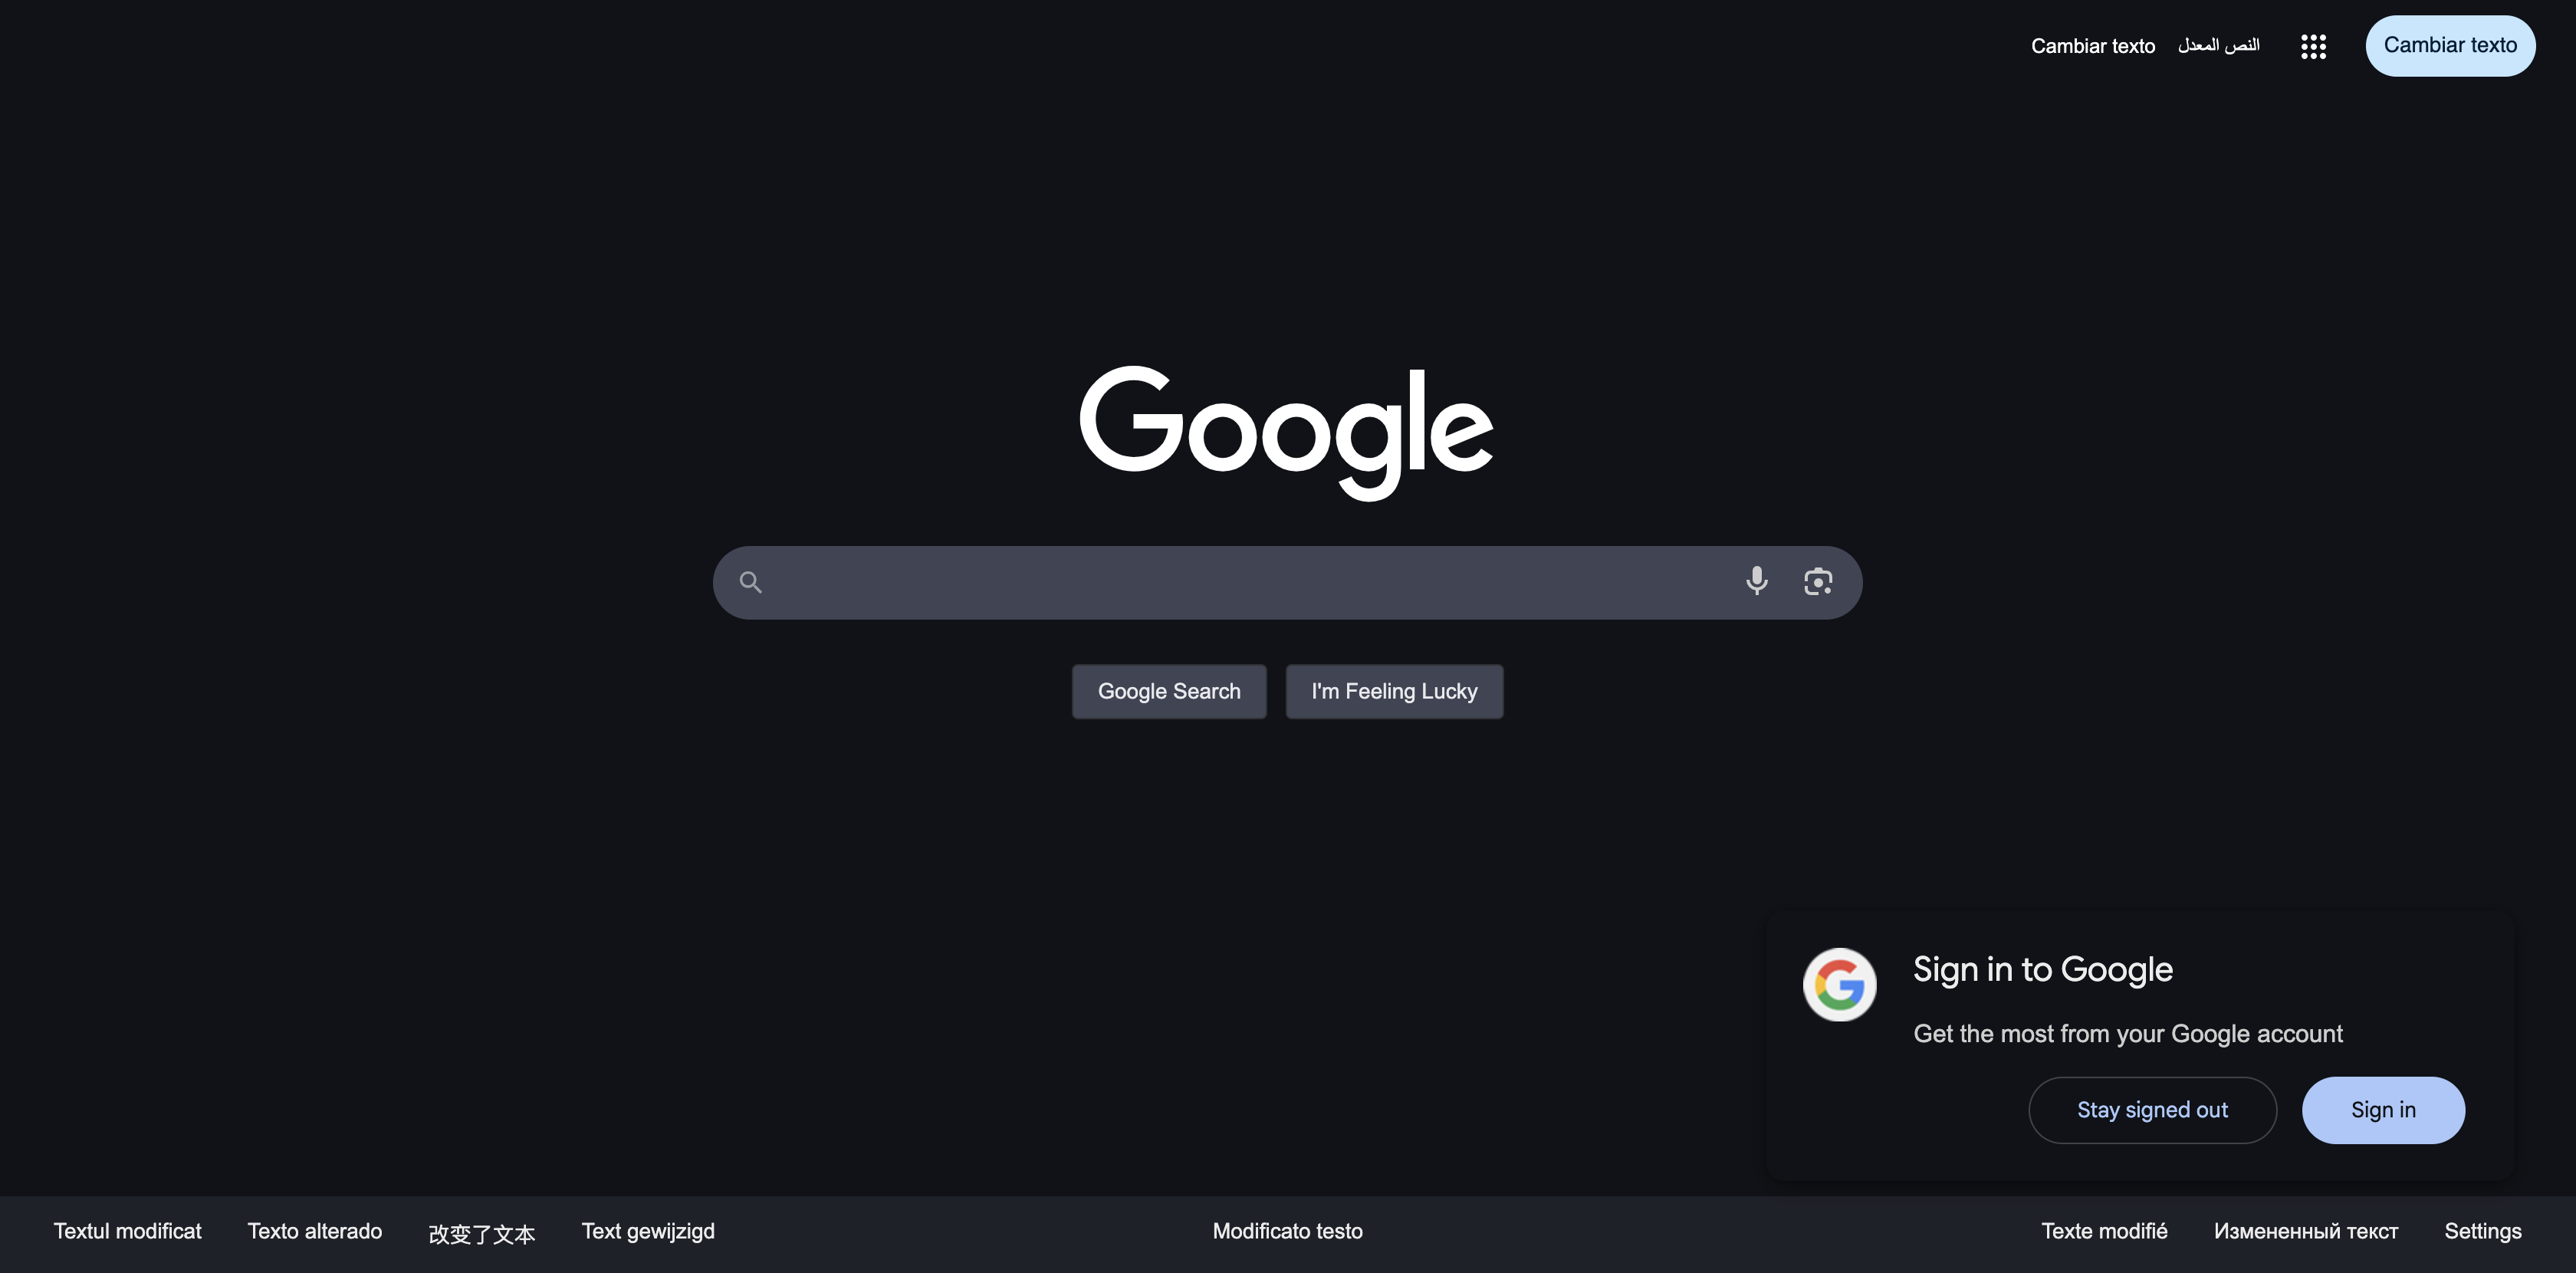 Cambiar texto
النص المعدل
Cambiar texto
Google
Google Search
I'm Feeling Lucky
Sign in to Google
Get the most from your Google account
Stay signed out
Sign in
Textul modificat
Texto alterado
改变了文本
Text gewijzigd
Modificato testo
Texte modifié
Измененный текст
Settings